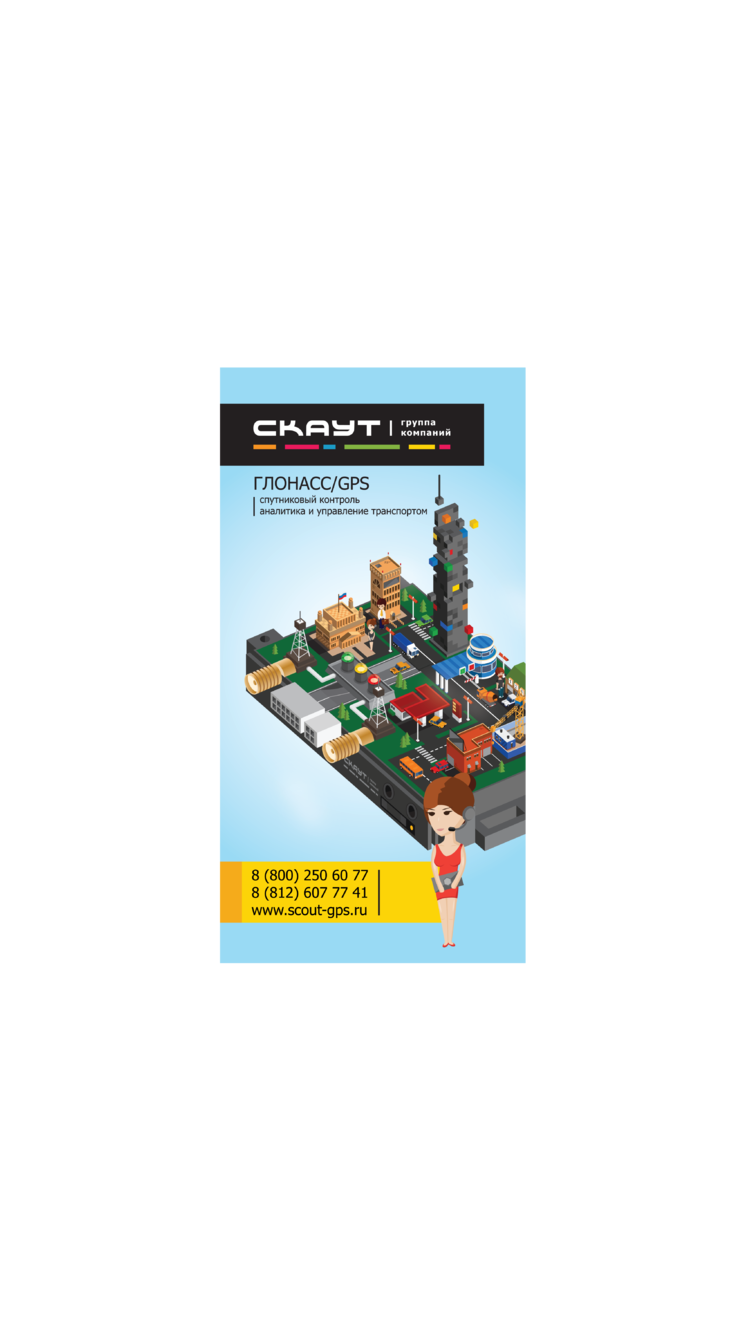 СКАУТ
группа
компаний
ГЛОНАСС/GPS
спутниковый контроль
аналитика и управление транспортом
СКАУТ
8 (800) 250 60 77
8 (812) 607 77 41
www.scout-gps.ru